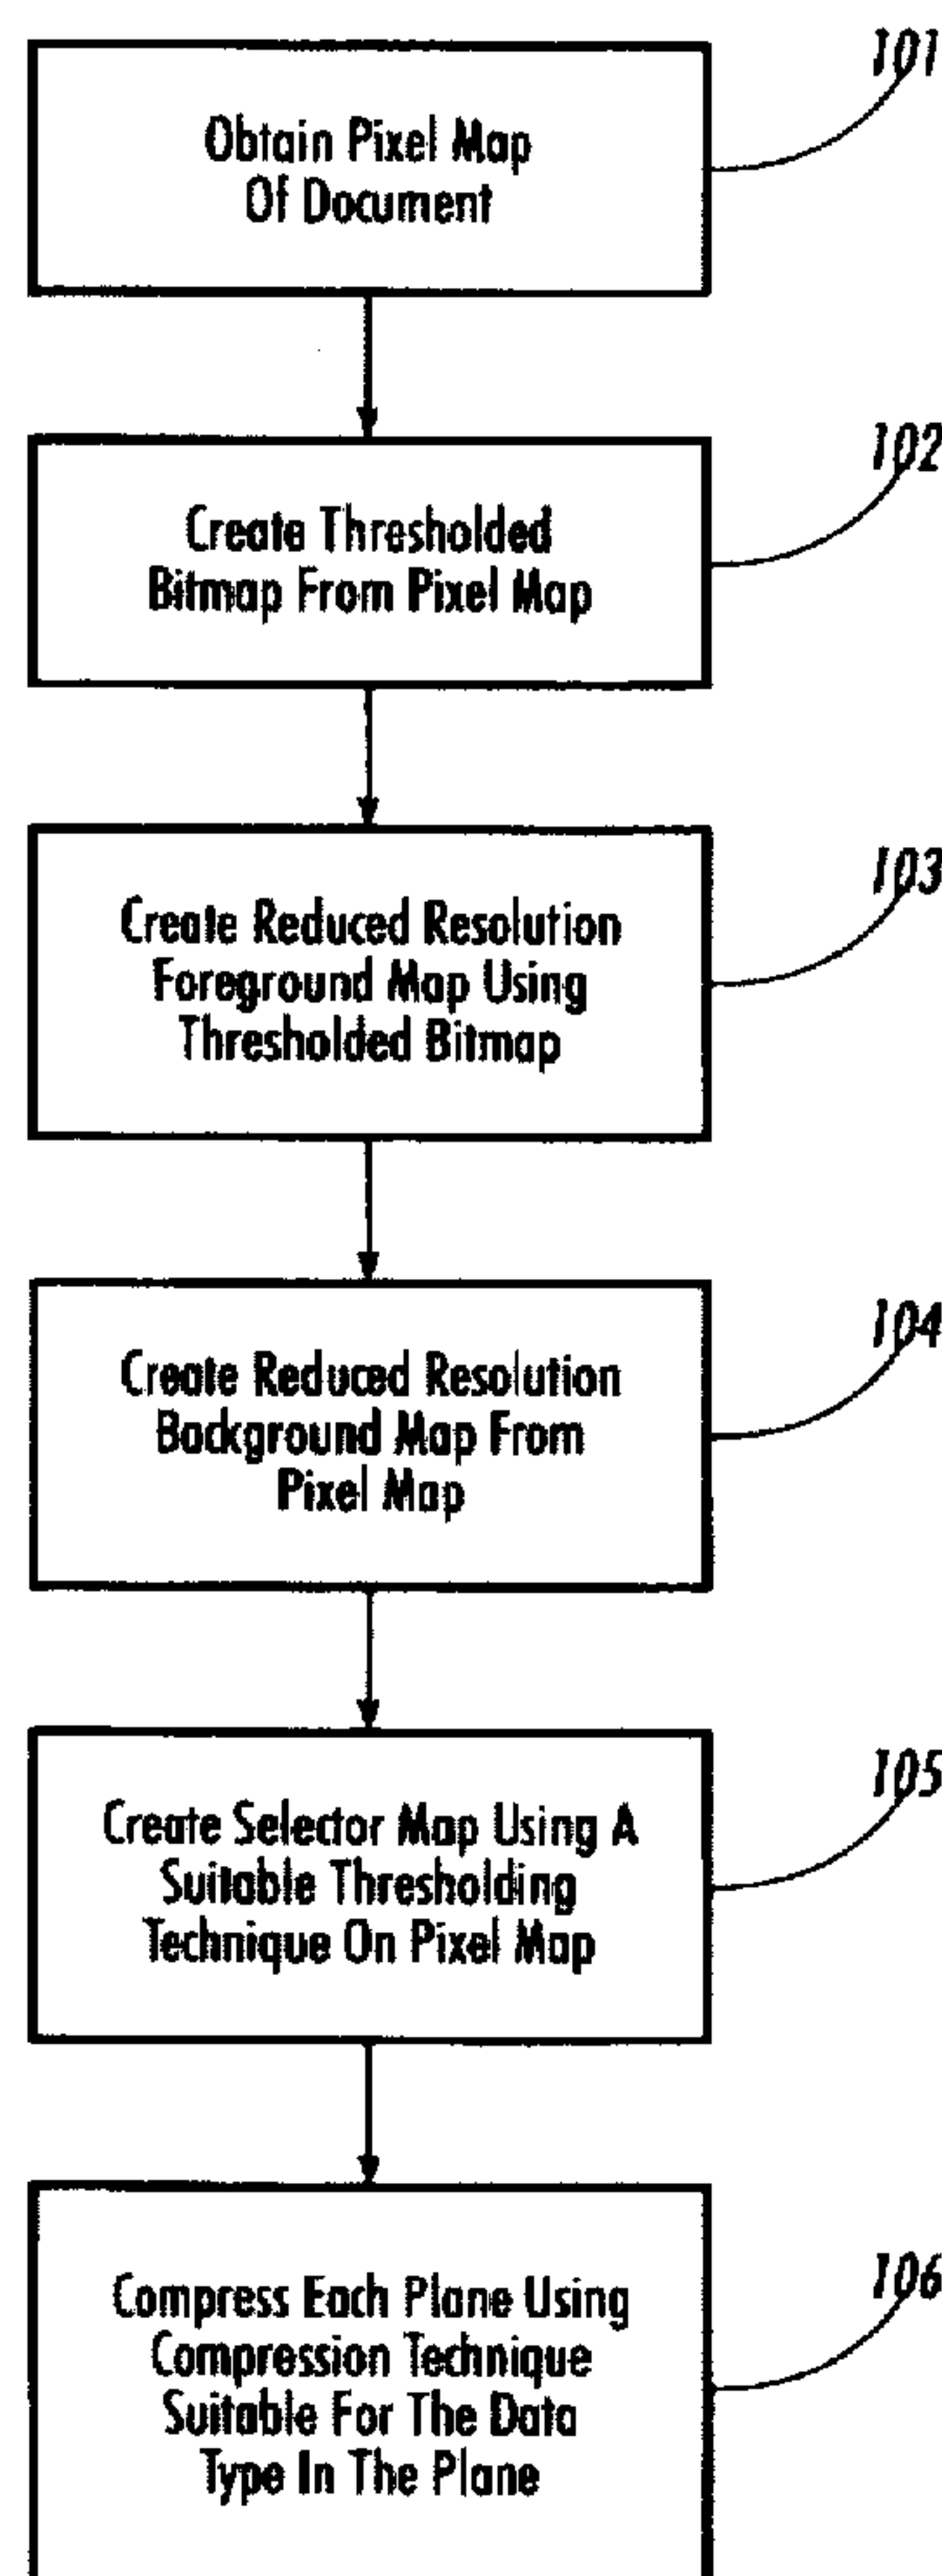 101
Obtain Pixel Map
Of Document
102
Create Thresholded
Bitmap From Pixel Map
103
Create Reduced Resolution
Foreground Map Using
Thresholded Bitmap
104
Create Reduced Resolution
Background Map From
Pixel Map
105
Create Selector Map Using A
Suitable Thresholding
Technique On Pixel Map
106
Compress Each Plane Using
Compression Technique
Suitable For The Data
Type In The Plane